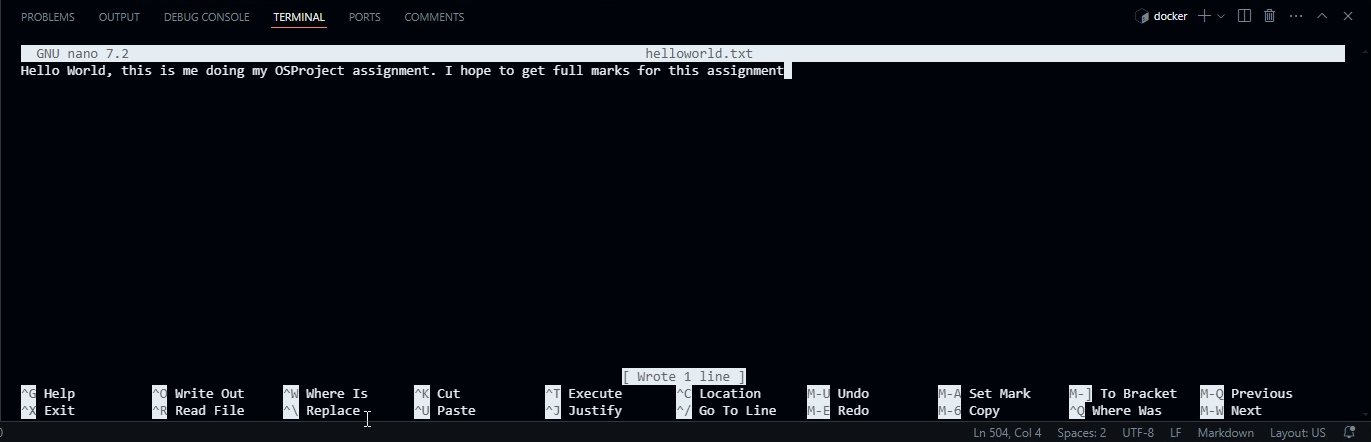 PROBLEMS OUTPUT DEBUG CONSOLE TERMINAL PORTS COMMENTS docker
GNU nano 7.2 helloworld.txt
Hello World, this is me doing my OSProject assignment. I hope to get full marks for this assignment
[ Wrote 1 line ]
^G Help ^O Write Out ^W Where Is ^K Cut ^T Execute ^C Location M-U Undo M-A Set Mark M-] To Bracket M-Q Previous
^X Exit ^R Read File ^\ Replace ^U Paste ^J Justify ^/ Go To Line M-E Redo M-6 Copy ^Q Where Was M-W Next
Ln 504, Col 4 Spaces: 2 UTF-8 LF Markdown Layout: US